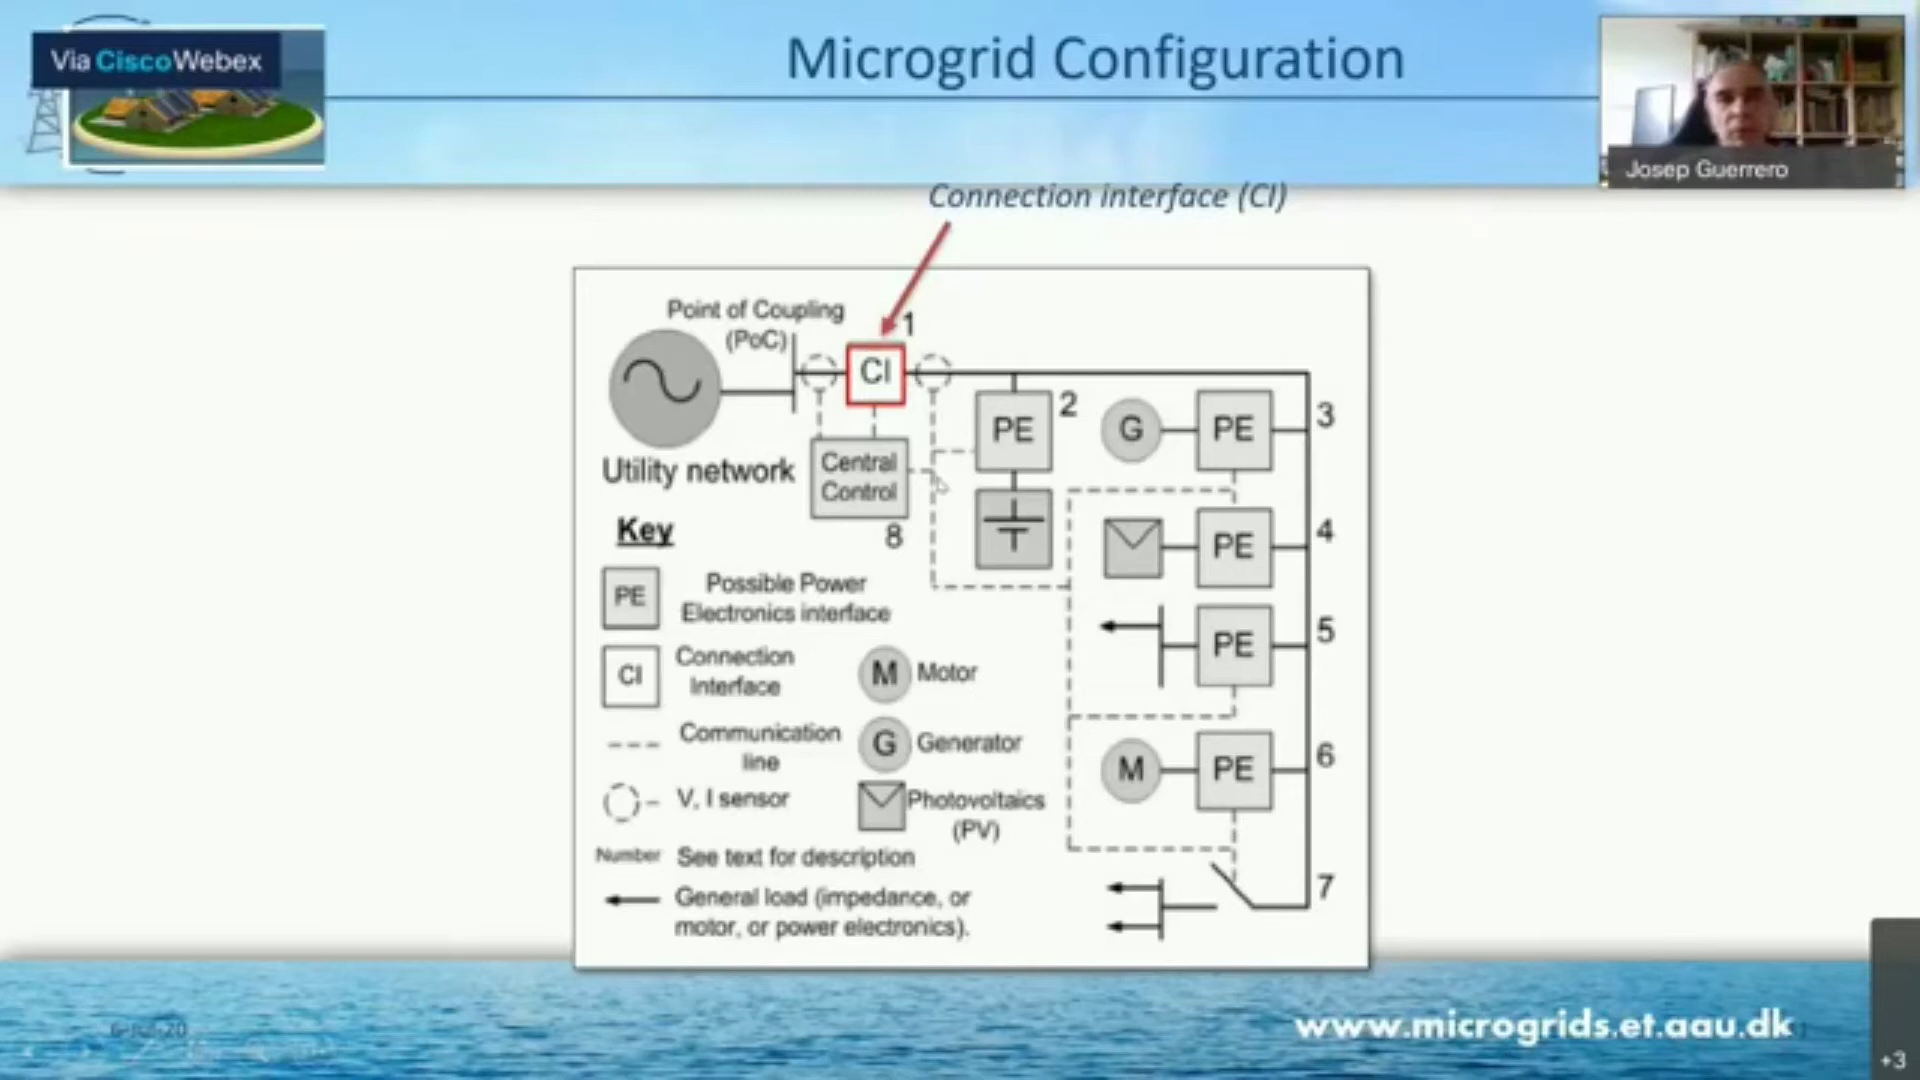 Via Cisco Webex
Microgrid Configuration
Josep Guerrero
Connection interface (CI)
Point of Coupling
(PoC)
1
CI
Utility network
Central
Control
8
PE
2
G
PE
3
PE
4
PE
5
M
PE
6
7
Key
PE
Possible Power
Electronics interface
CI
Connection
Interface
Communication
line
V, I sensor
Number
See text for description
General load (impedance, or
motor, or power electronics).
M
Motor
G
Generator
Photovoltaics
(PV)
www.microgrids.et.aau.dk
+3